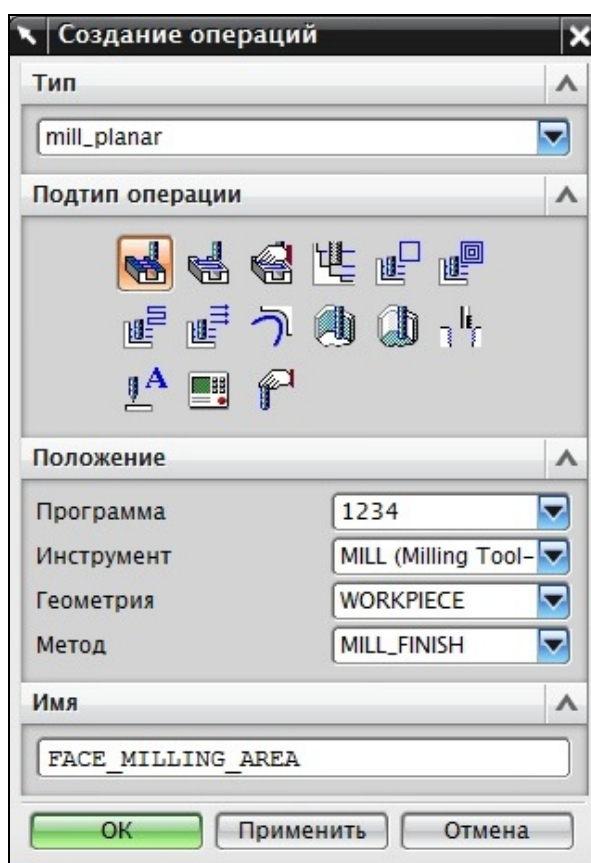 Создание операций
Тип
mill_planar
Подтип операции
A
Положение
Программа 1234
Инструмент MILL (Milling Tool-
Геометрия WORKPIECE
Метод MILL_FINISH
Имя
FACE_MILLING_AREA
ОК Применить Отмена